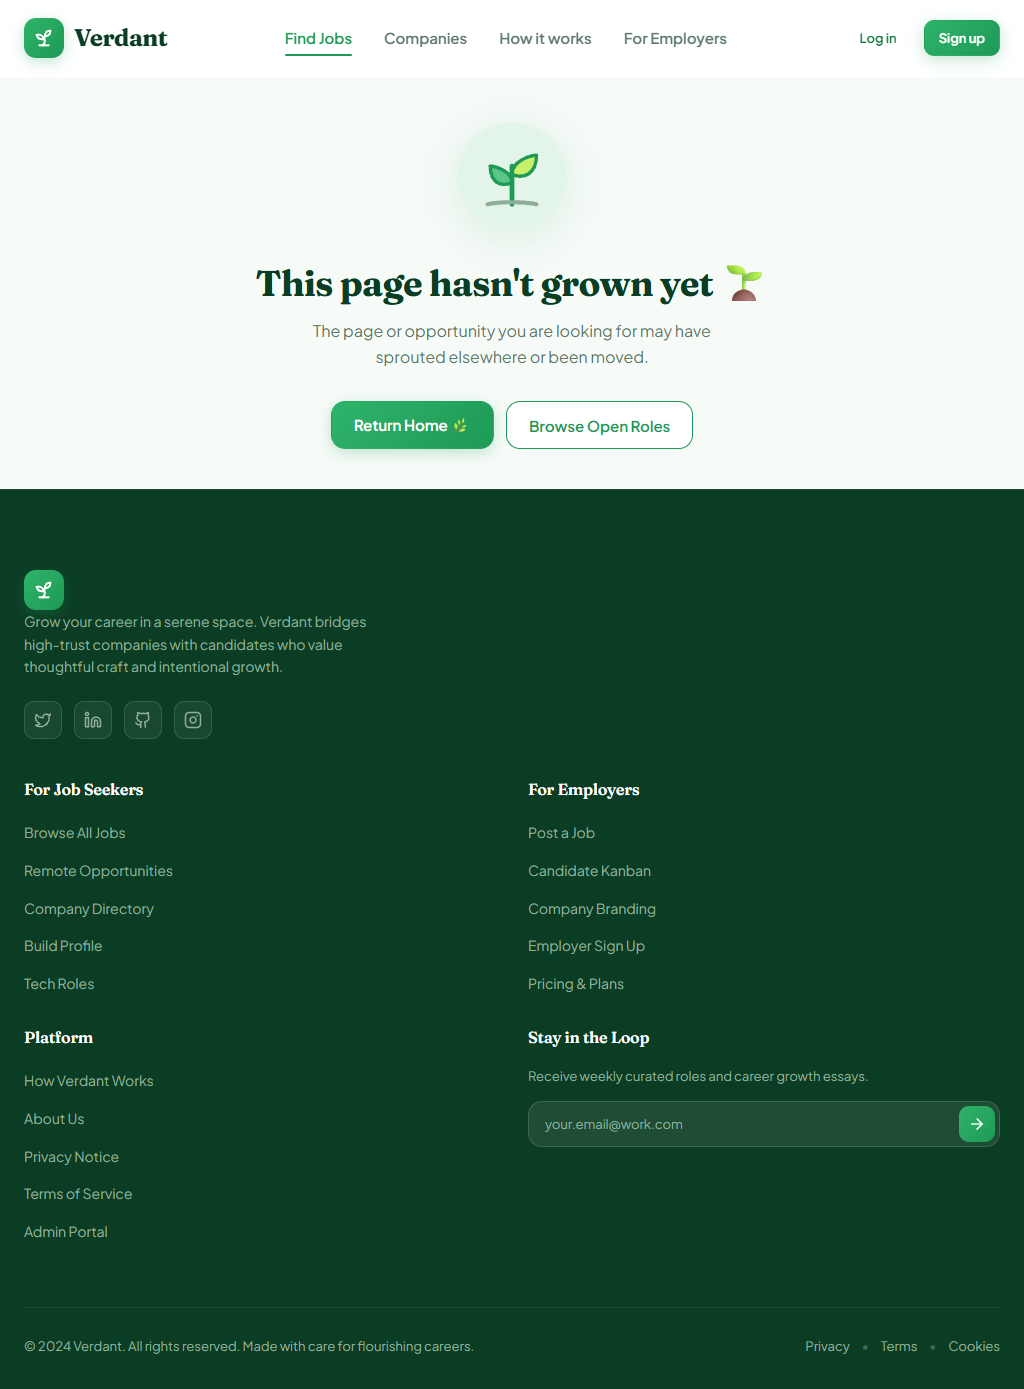 Verdant
Find Jobs
Companies
How it works
For Employers
Log in
Sign up
This page hasn't grown yet 🌱
The page or opportunity you are looking for may have
sprouted elsewhere or been moved.
Return Home 🌿
Browse Open Roles
Grow your career in a serene space. Verdant bridges
high-trust companies with candidates who value
thoughtful craft and intentional growth.
For Job Seekers
Browse All Jobs
Remote Opportunities
Company Directory
Build Profile
Tech Roles
For Employers
Post a Job
Candidate Kanban
Company Branding
Employer Sign Up
Pricing & Plans
Platform
How Verdant Works
About Us
Privacy Notice
Terms of Service
Admin Portal
Stay in the Loop
Receive weekly curated roles and career growth essays.
your.email@work.com
© 2024 Verdant. All rights reserved. Made with care for flourishing careers.
Privacy • Terms • Cookies